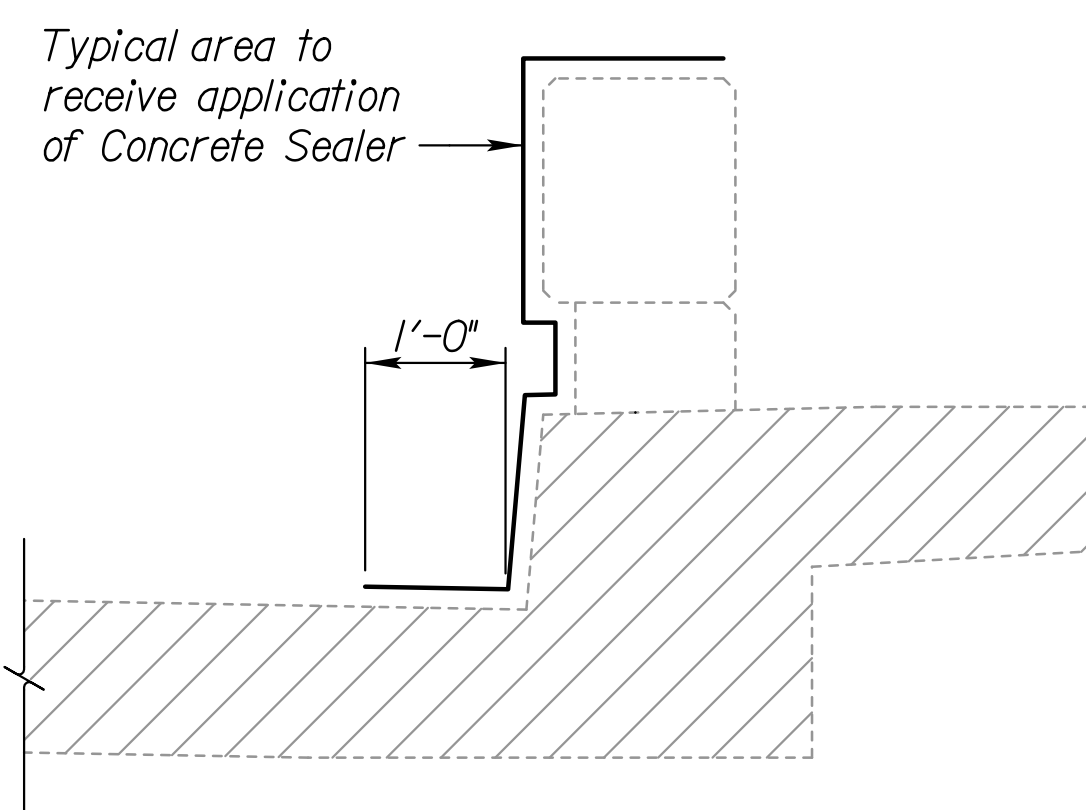 Typical area to
receive application
of Concrete Sealer
1'-0"